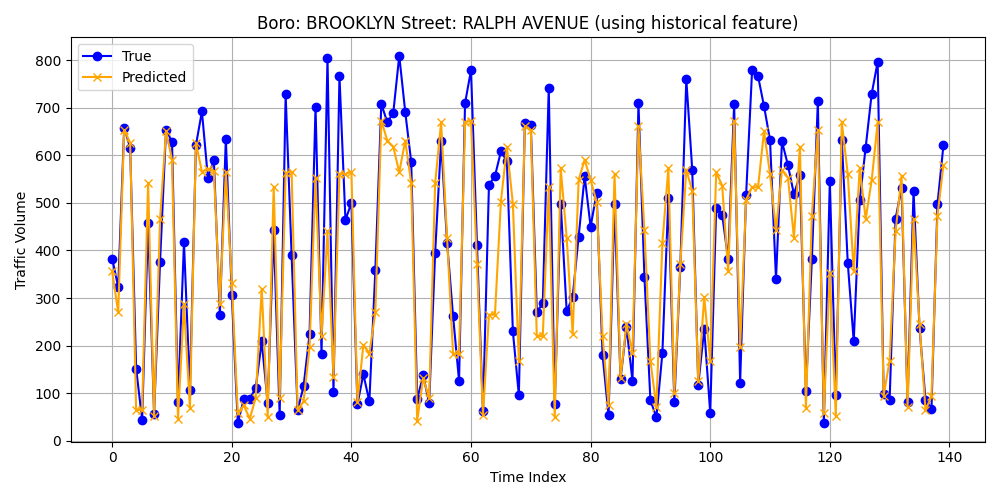 Boro: BROOKLYN Street: RALPH AVENUE (using historical feature)
True
Predicted
800
700
600
500
400
300
200
100
0
Traffic Volume
0 20 40 60 80 100 120 140
Time Index